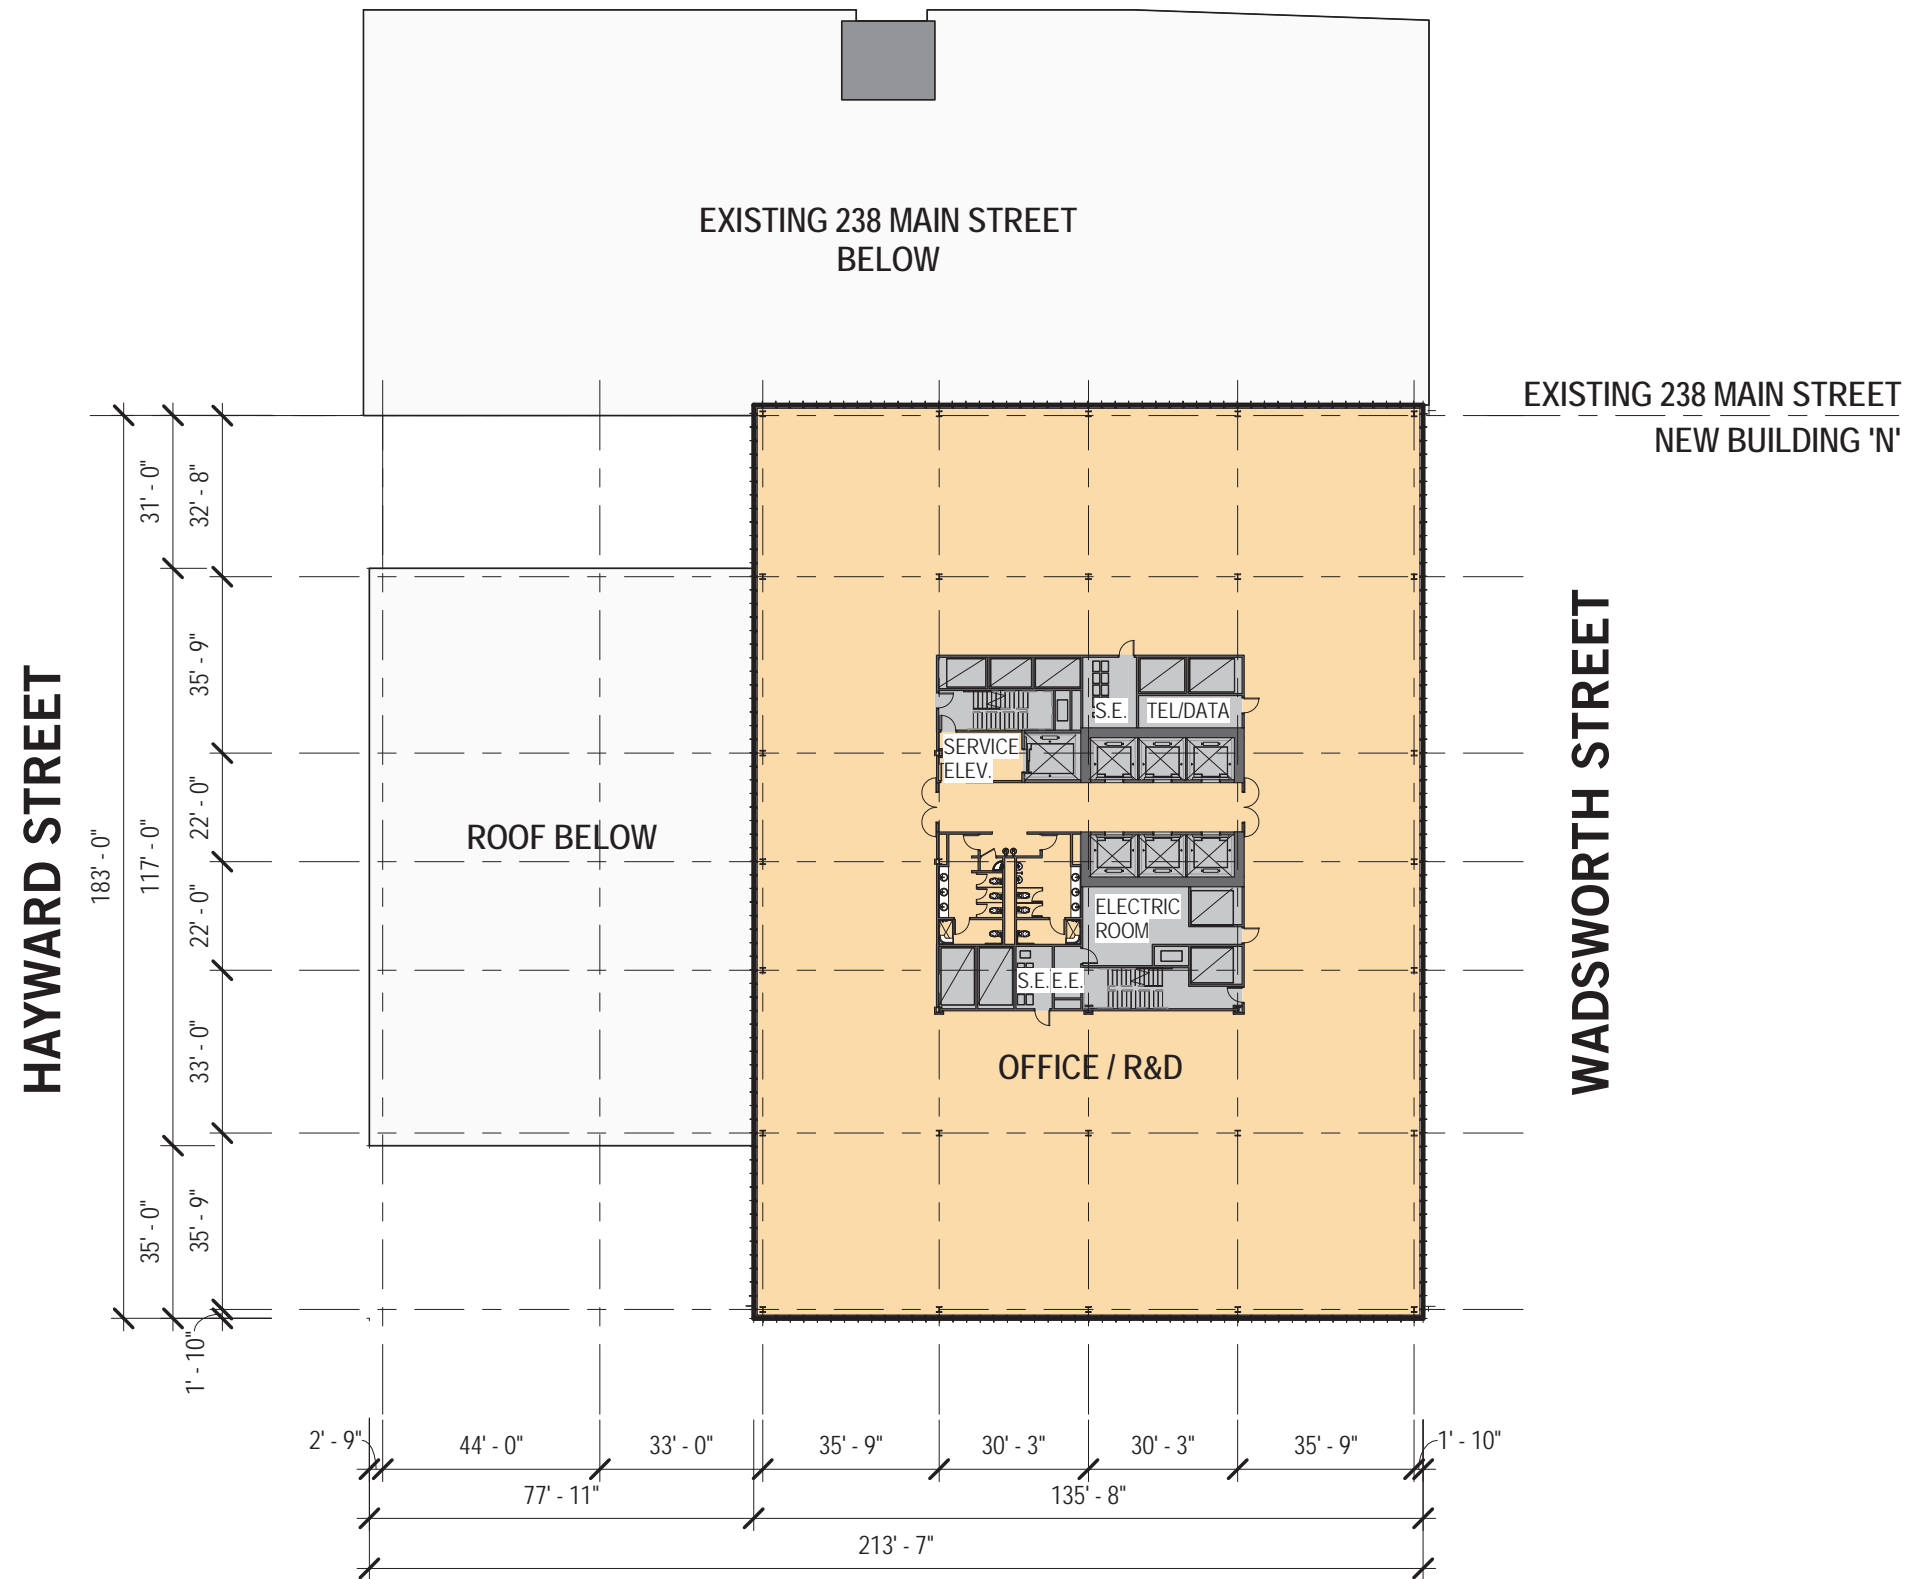 EXISTING 238 MAIN STREET
BELOW
EXISTING 238 MAIN STREET
NEW BUILDING 'N'
HAYWARD STREET
WADSWORTH STREET
183' - 0"
31' - 0"
117' - 0"
35' - 0"
32' - 8"
35' - 9"
22' - 0"
22' - 0"
33' - 0"
35' - 9"
1' - 10"
ROOF BELOW
S.E.
TEL/DATA
SERVICE
ELEV.
ELECTRIC
ROOM
S.E.
E.E.
OFFICE / R&D
2' - 9"
44' - 0"
33' - 0"
35' - 9"
30' - 3"
30' - 3"
35' - 9"
1' - 10"
77' - 11"
135' - 8"
213' - 7"